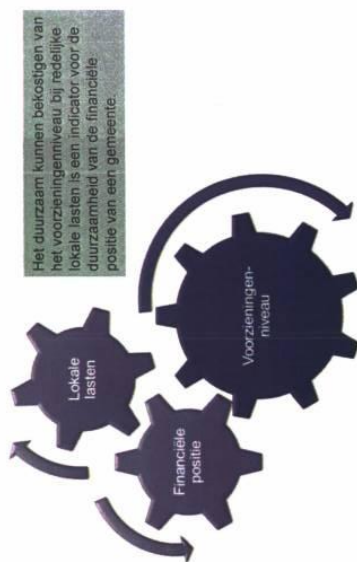 Het duurzaam kunnen bekostigen van
het voorzieningenniveau bij redelijke
lokale lasten is een indicator voor de
duurzaamheid van de financiële
positie van een gemeente.
Lokale
lasten
Financiële
positie
Voorzieningen-
niveau